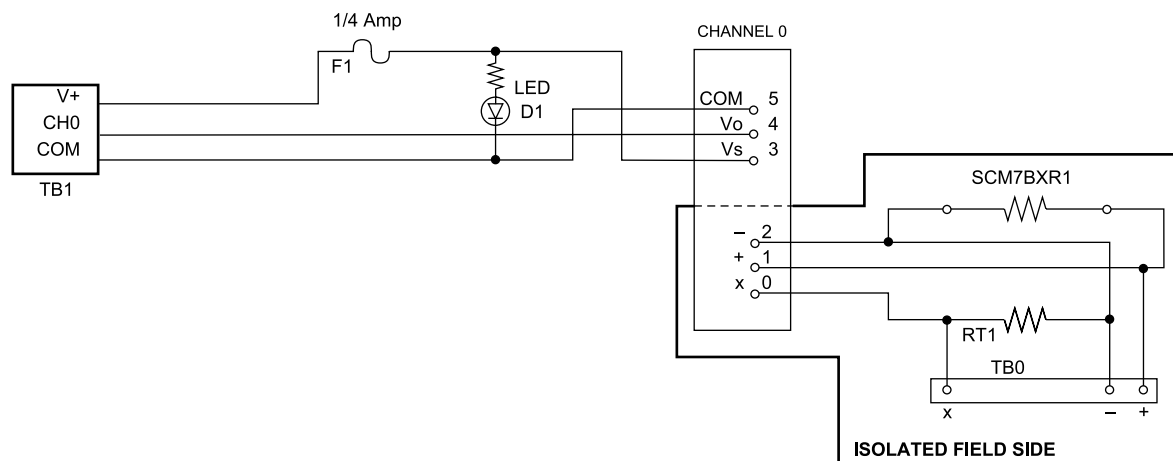 1/4 Amp
F1
LED
D1
V+
CH0
COM
TB1
CHANNEL 0
COM 5
Vo 4
Vs 3
– 2
+ 1
x 0
SCM7BXR1
RT1
TB0
x – +
ISOLATED FIELD SIDE